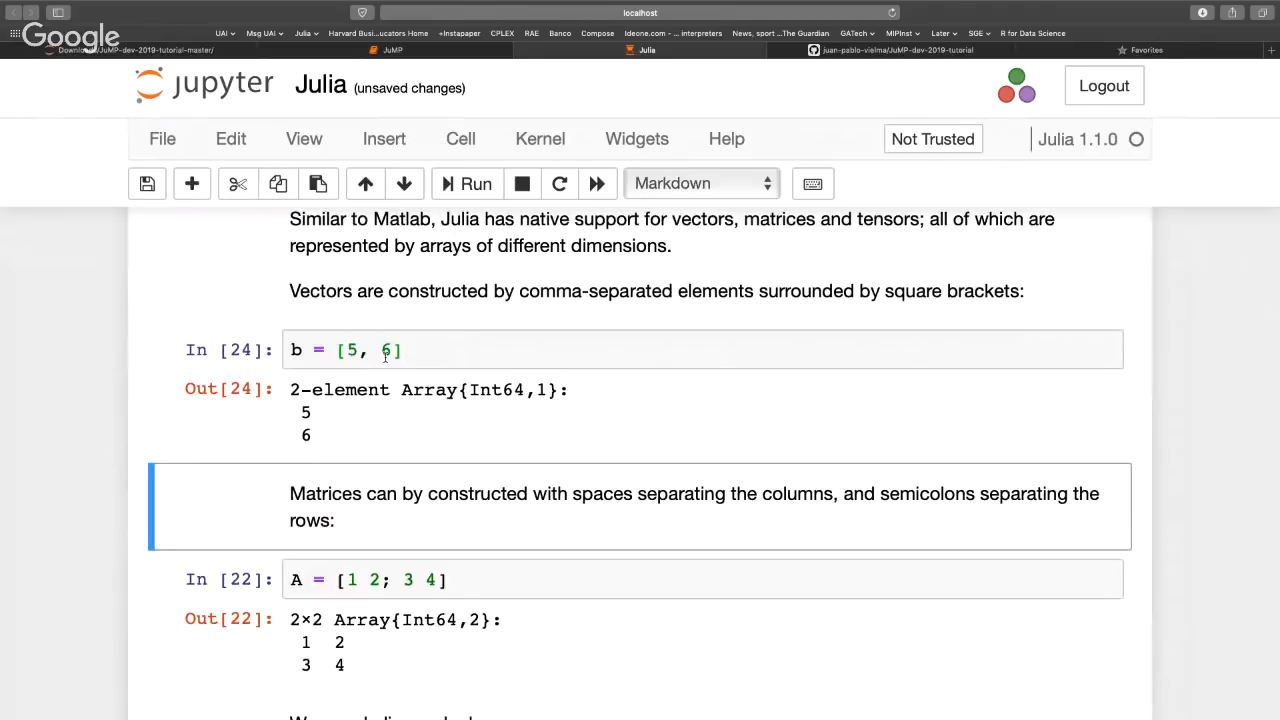 localhost
Google
UAI
Msg UAI
Julia
Harvard Business
+Instapaper
CPLEX
RAE
Banco
Compose
Ideone.com - ... interpreters
News, sport ...The Guardian
GATech
MIPInst
Later
SGE
R for Data Science
Downloads/JuMP-dev-2019-tutorial-master/
JuMP
Julia
juan-pablo-vielma/JuMP-dev-2019-tutorial
Favorites
jupyter Julia (unsaved changes)
Logout
File Edit View Insert Cell Kernel Widgets Help
Not Trusted
Julia 1.1.0
Run
Markdown
Similar to Matlab, Julia has native support for vectors, matrices and tensors; all of which are
represented by arrays of different dimensions.
Vectors are constructed by comma-separated elements surrounded by square brackets:
In [24]: b = [5, 6]
Out[24]: 2-element Array{Int64,1}:
5
6
Matrices can by constructed with spaces separating the columns, and semicolons separating the
rows:
In [22]: A = [1 2; 3 4]
Out[22]: 2×2 Array{Int64,2}:
1 2
3 4